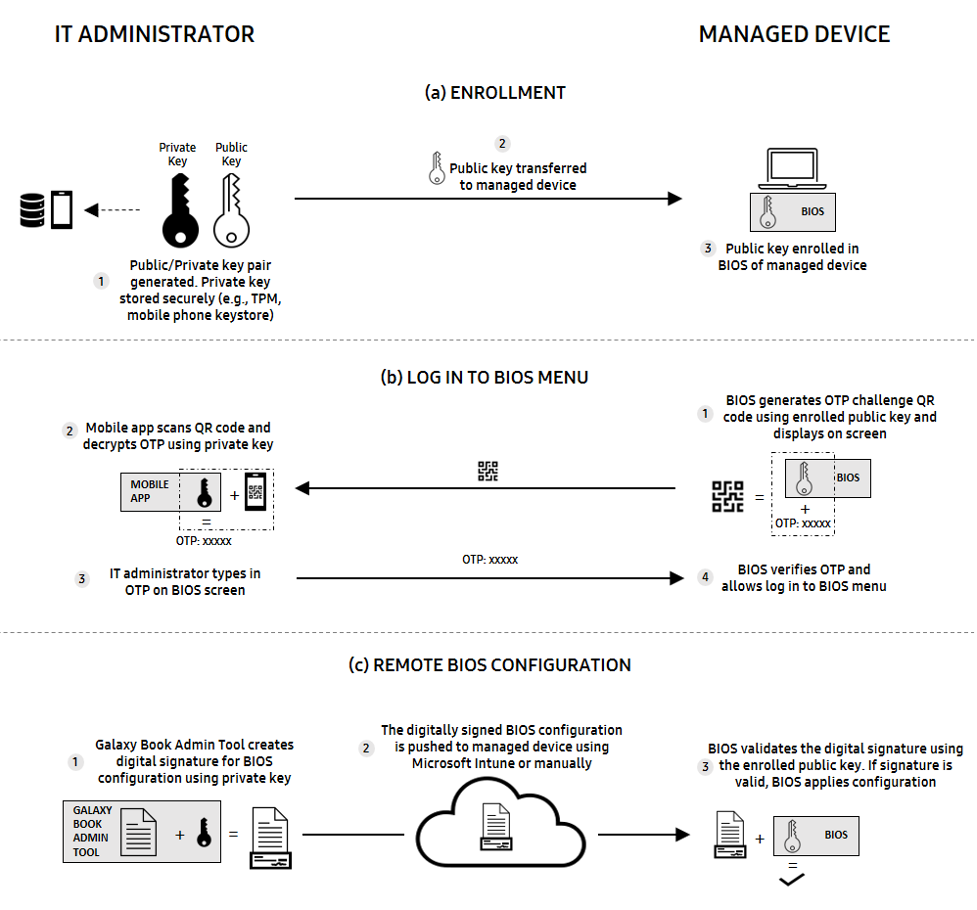 IT ADMINISTRATOR
MANAGED DEVICE
(a) ENROLLMENT
Private
Key
Public
Key
2
Public key transferred
to managed device
BIOS
1
Public/Private key pair
generated. Private key
stored securely (e.g., TPM,
mobile phone keystore)
3
Public key enrolled in
BIOS of managed device
(b) LOG IN TO BIOS MENU
2
Mobile app scans QR code and
decrypts OTP using private key
MOBILE
APP
+
=
OTP: xxxxx
1
BIOS generates OTP challenge QR
code using enrolled public key and
displays on screen
=
BIOS
+
OTP: xxxxx
3
IT administrator types in
OTP on BIOS screen
OTP: xxxxx
4
BIOS verifies OTP and
allows log in to BIOS menu
(c) REMOTE BIOS CONFIGURATION
1
Galaxy Book Admin Tool creates
digital signature for BIOS
configuration using private key
GALAXY
BOOK
ADMIN
TOOL
+
=
2
The digitally signed BIOS configuration
is pushed to managed device using
Microsoft Intune or manually
3
BIOS validates the digital signature using
the enrolled public key. If signature is
valid, BIOS applies configuration
+
BIOS
=